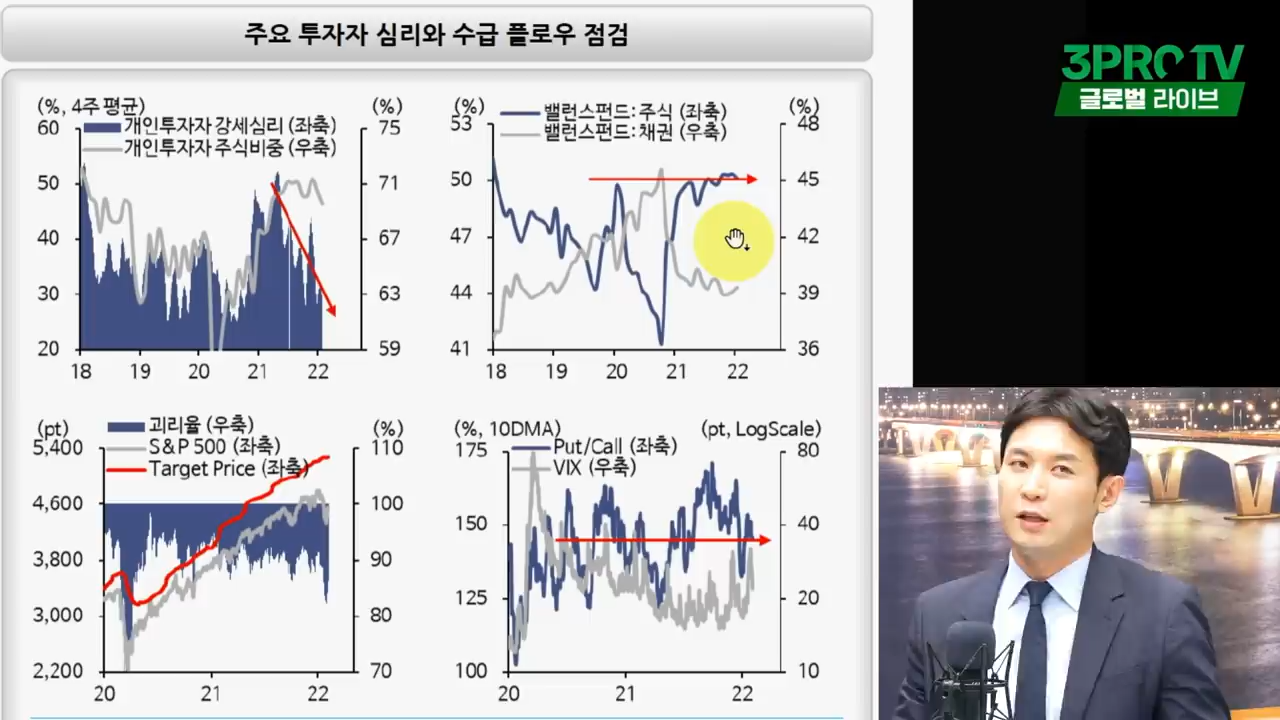 주요 투자자 심리와 수급 플로우 점검
3PRO TV
글로벌 라이브
(%, 4주 평균)
(%)
개인투자자 강세심리 (좌축)
개인투자자 주식비중 (우축)
60
50
40
30
20
75
71
67
63
59
18 19 20 21 22
(%)
(%)
밸런스펀드: 주식 (좌축)
밸런스펀드: 채권 (우축)
53
50
47
44
41
48
45
42
39
36
18 19 20 21 22
(pt)
(%)
괴리율 (우축)
S&P 500 (좌축)
Target Price (좌축)
5,400
4,600
3,800
3,000
2,200
110
100
90
80
70
20 21 22
(%, 10DMA)
(pt, LogScale)
Put/Call (좌축)
VIX (우축)
175
150
125
100
80
40
20
10
20 21 22